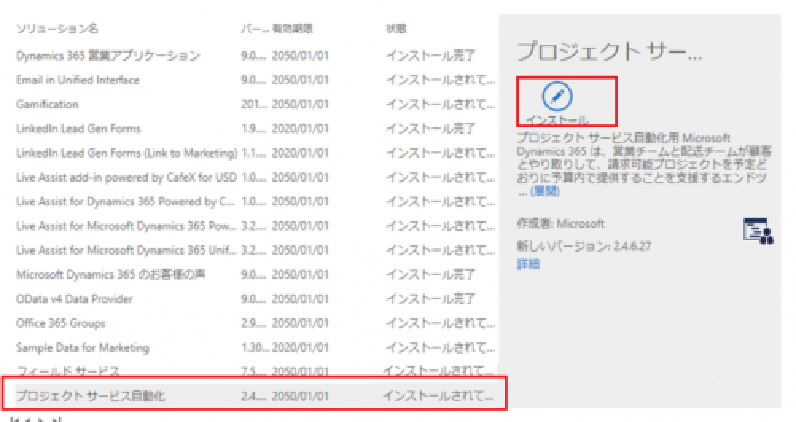 ソリューション名 バー... 有効期限 状態
Dynamics 365 営業アプリケーション 9.0.... 2050/01/01 インストール完了
Email in Unified Interface 9.0.... 2050/01/01 インストールされて...
Gamification 201... 2050/01/01 インストールされて...
LinkedIn Lead Gen Forms 1.9.... 2020/01/01 インストール完了
LinkedIn Lead Gen Forms (Link to Marketing) 1.1.... 2020/01/01 インストールされて...
Live Assist add-in powered by CafeX for USD 1.0.... 2050/01/01 インストールされて...
Live Assist for Dynamics 365 Powered by C... 1.0.... 2050/01/01 インストールされて...
Live Assist for Microsoft Dynamics 365 Pow... 3.2.... 2050/01/01 インストールされて...
Live Assist for Microsoft Dynamics 365 Unif... 3.2.... 2050/01/01 インストールされて...
Microsoft Dynamics 365 のお客様の声 9.0.... 2050/01/01 インストール完了
OData v4 Data Provider 9.0.... 2050/01/01 インストール完了
Office 365 Groups 2.9.... 2050/01/01 インストールされて...
Sample Data for Marketing 1.30... 2020/01/01 インストールされて...
フィールド サービス 7.5.... 2050/01/01 インストールされて...
プロジェクト サービス自動化 2.4.... 2050/01/01 インストールされて...
プロジェクト サー...
インストール
プロジェクト サービス自動化用 Microsoft
Dynamics 365 は、営業チームと配送チームが顧客
とやり取りして、請求可能プロジェクトを予定ど
おりに予算内で提供することを支援するエンドツ
... (展開)
作成者: Microsoft
新しいバージョン: 2.4.6.27
詳細